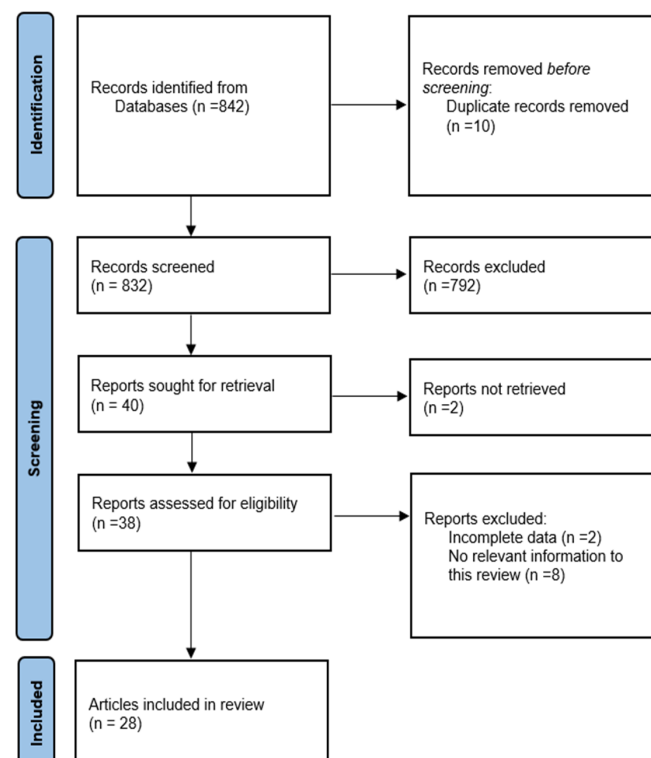 Identification
Records identified from
Databases (n =842)
Records removed before
screening:
Duplicate records removed
(n =10)
Screening
Records screened
(n = 832)
Records excluded
(n =792)
Reports sought for retrieval
(n = 40)
Reports not retrieved
(n =2)
Reports assessed for eligibility
(n =38)
Reports excluded:
Incomplete data (n =2)
No relevant information to
this review (n =8)
Included
Articles included in review
(n = 28)